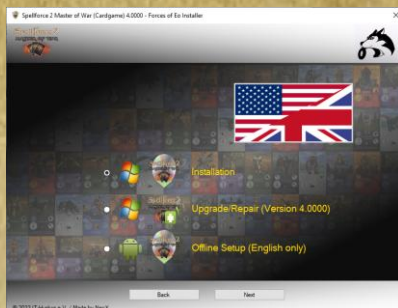 Spellforce 2 Master of War (Cardgame) 4.0000 - Forces of Eo Installer
Installation
Upgrade/Repair (Version 4.0000)
Offline Setup (English only)
Back
Next